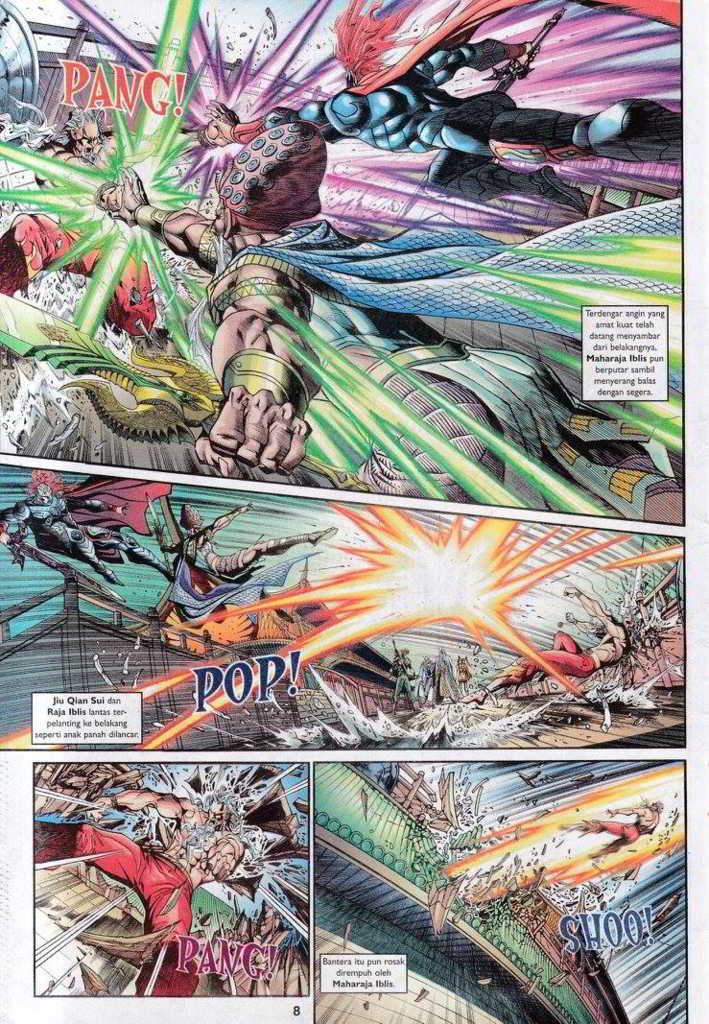 PANG!
Terdengar angin yang
amat kuat telah
datang menyambar
dari belakangnya,
Maharaja Iblis pun
berputar sambil
menyerang balas
dengan segera.
POP!
Jiu Qian Sui dan
Raja Iblis lantas ter-
pelanting ke belakang
seperti anak panah dilancar.
PANG!
SHOO!
Bantera itu pun rosak
dirempuh oleh
Maharaja Iblis.
8